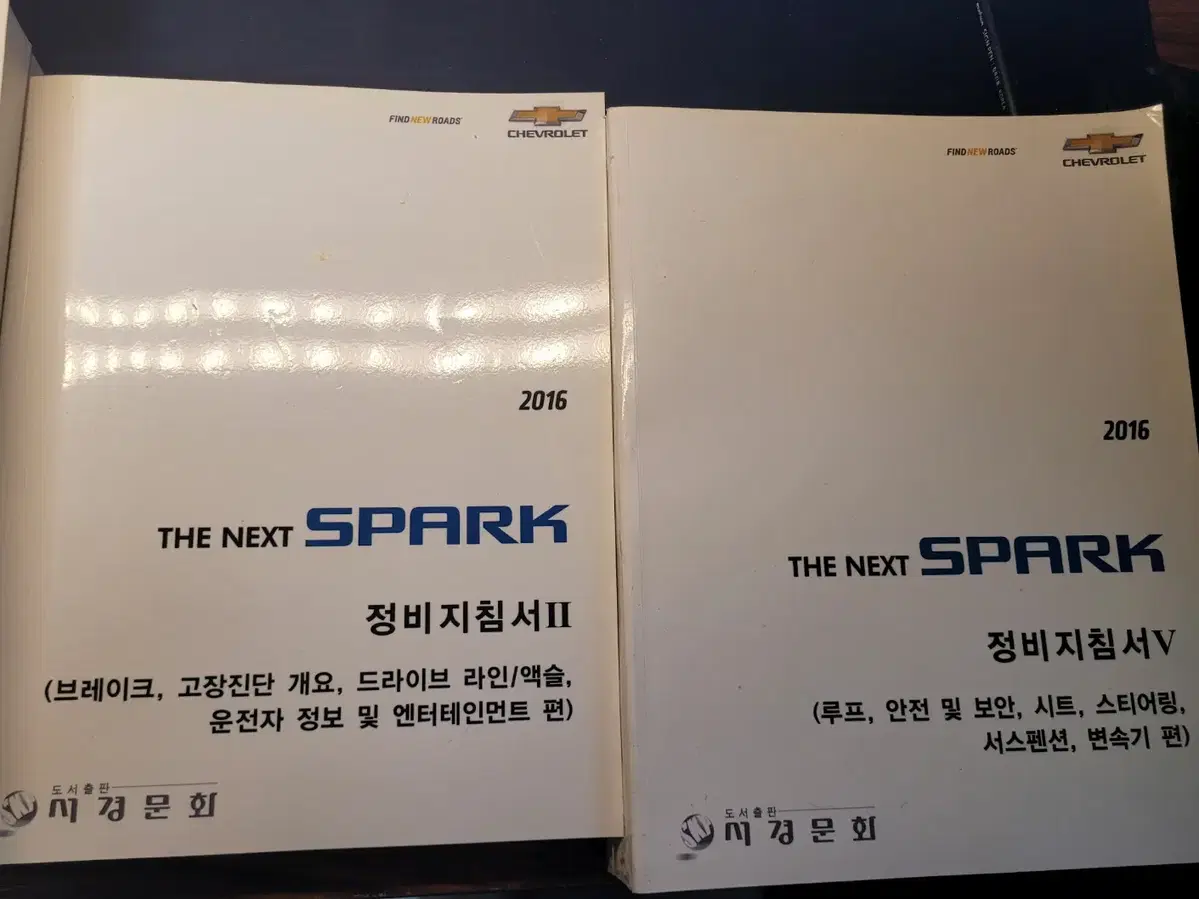 FIND NEW ROADS
CHEVROLET
2016
THE NEXT SPARK
정비지침서II
(브레이크, 고장진단 개요, 드라이브 라인/액슬,
운전자 정보 및 엔터테인먼트 편)
도서출판
서경문화
FIND NEW ROADS
CHEVROLET
2016
THE NEXT SPARK
정비지침서V
(루프, 안전 및 보안, 시트, 스티어링,
서스펜션, 변속기 편)
도서출판
서경문화